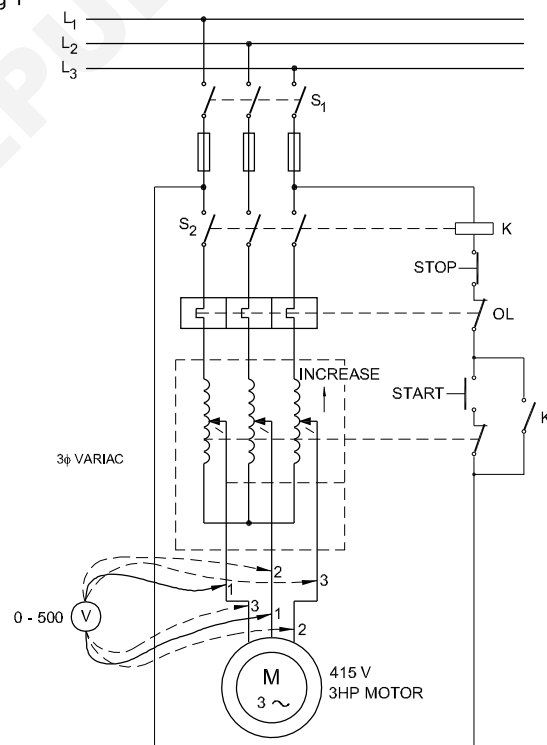 L1
L2
L3
S1
S2
K
STOP
OL
INCREASE
START
K
3ϕ VARIAC
2
3
1
3
1
0 - 500
V
2
M
3 ~
415 V
3HP MOTOR